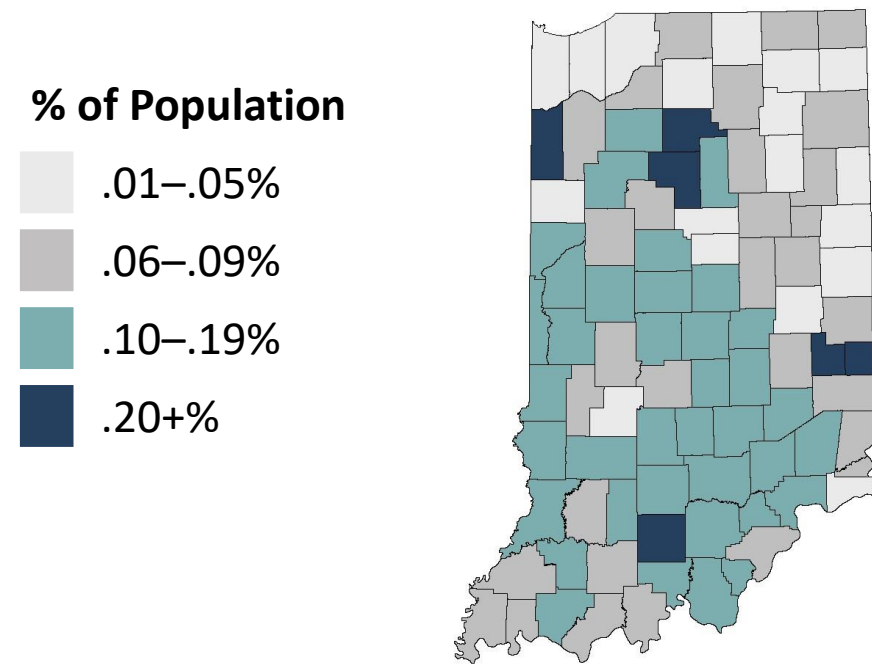 % of Population
.01–.05%
.06–.09%
.10–.19%
.20+%